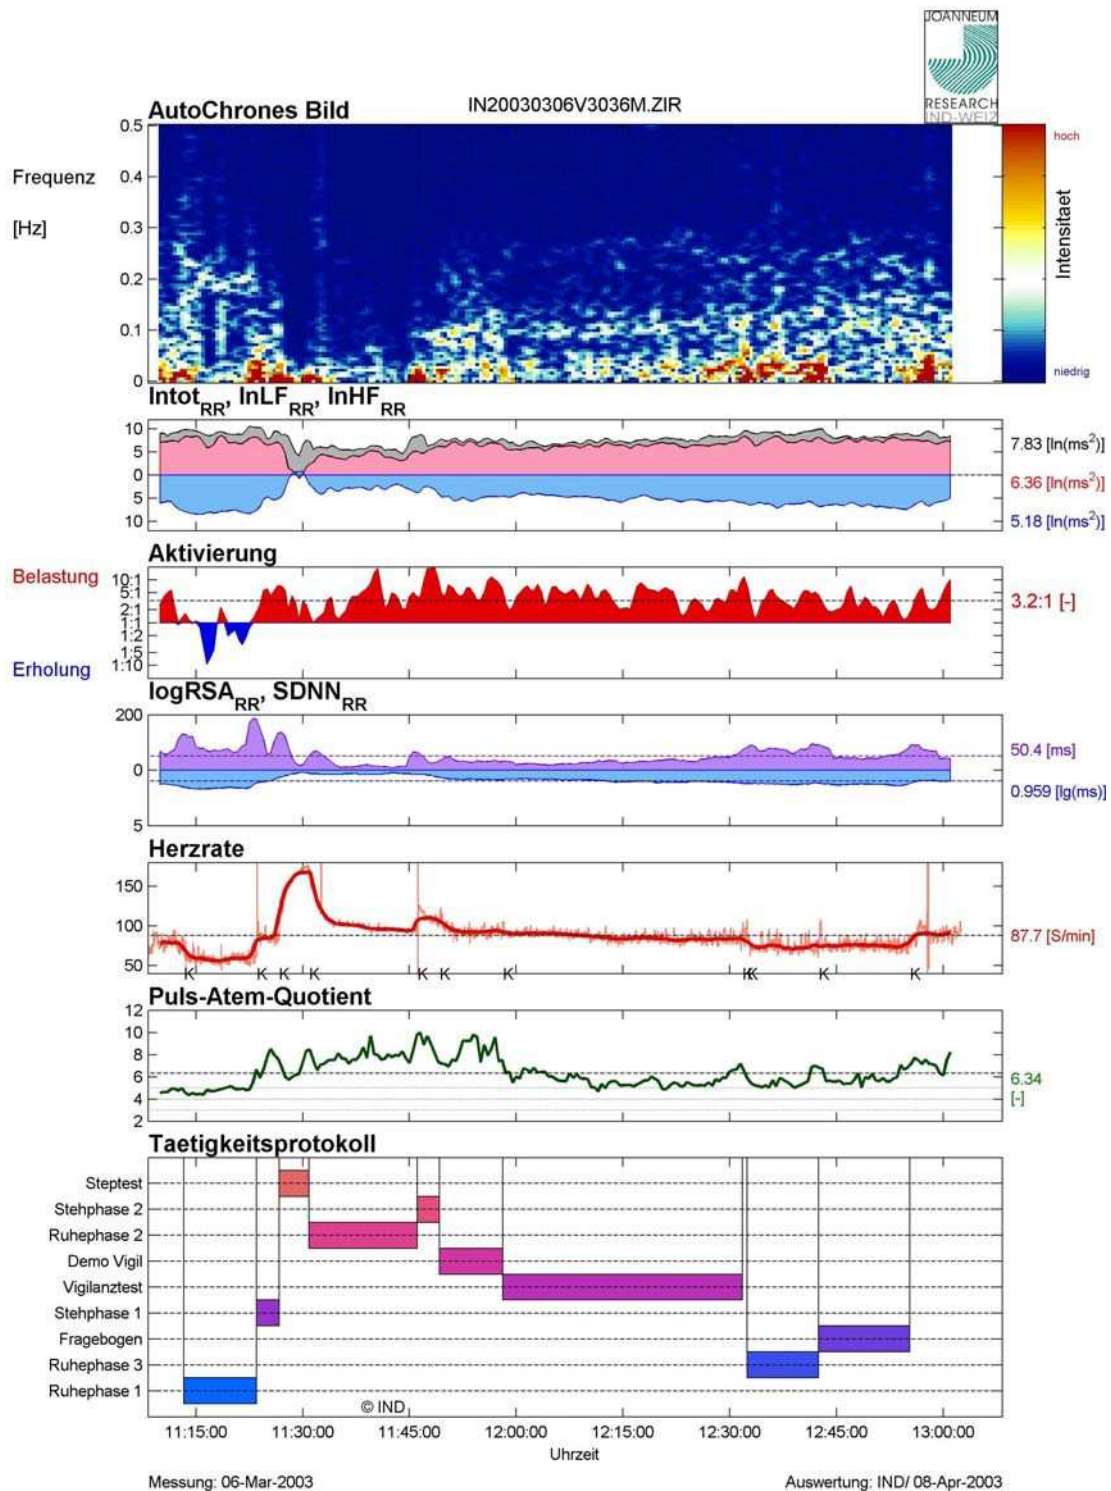 JOANNEUM
RESEARCH
IND-WEIZ
AutoChrones Bild
IN20030306V3036M.ZIR
0.5
0.4
0.3
0.2
0.1
0
Frequenz
[Hz]
hoch
Intensitaet
niedrig
lntot_RR, lnLF_RR, lnHF_RR
10
5
0
5
10
7.83 [ln(ms²)]
6.36 [ln(ms²)]
5.18 [ln(ms²)]
Aktivierung
Belastung
10:1
5:1
2:1
1:1
1:2
1:5
1:10
Erholung
3.2:1 [-]
logRSA_RR, SDNN_RR
200
0
5
50.4 [ms]
0.959 [lg(ms)]
Herzrate
150
100
50
87.7 [S/min]
K K K K K K K K K K K
Puls-Atem-Quotient
12
10
8
6
4
2
6.34
[-]
Taetigkeitsprotokoll
Steptest
Stehphase 2
Ruhephase 2
Demo Vigil
Vigilanztest
Stehphase 1
Fragebogen
Ruhephase 3
Ruhephase 1
© IND
11:15:00 11:30:00 11:45:00 12:00:00 12:15:00 12:30:00 12:45:00 13:00:00
Uhrzeit
Messung: 06-Mar-2003
Auswertung: IND/ 08-Apr-2003